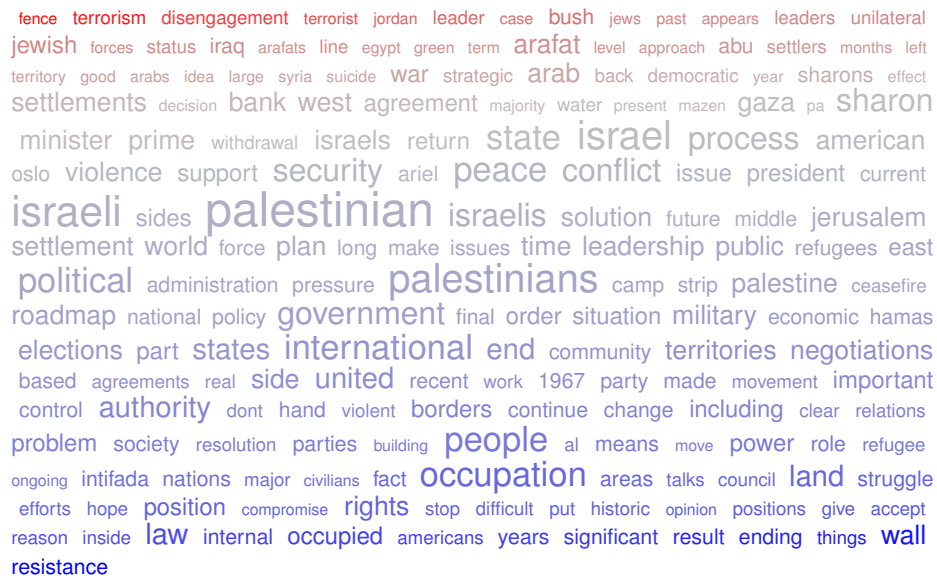 fence terrorism disengagement terrorist jordan leader case bush jews past appears leaders unilateral
jewish forces status iraq arafats line egypt green term arafat level approach abu settlers months left
territory good arabs idea large syria suicide war strategic arab back democratic year sharons effect
settlements decision bank west agreement majority water present mazen gaza pa sharon
minister prime withdrawal israels return state israel process american
oslo violence support security ariel peace conflict issue president current
israeli sides palestinian israelis solution future middle jerusalem
settlement world force plan long make issues time leadership public refugees east
political administration pressure palestinians camp strip palestine ceasefire
roadmap national policy government final order situation military economic hamas
elections part states international end community territories negotiations
based agreements real side united recent work 1967 party made movement important
control authority dont hand violent borders continue change including clear relations
problem society resolution parties building people al means move power role refugee
ongoing intifada nations major civilians fact occupation areas talks council land struggle
efforts hope position compromise rights stop difficult put historic opinion positions give accept
reason inside law internal occupied americans years significant result ending things wall
resistance